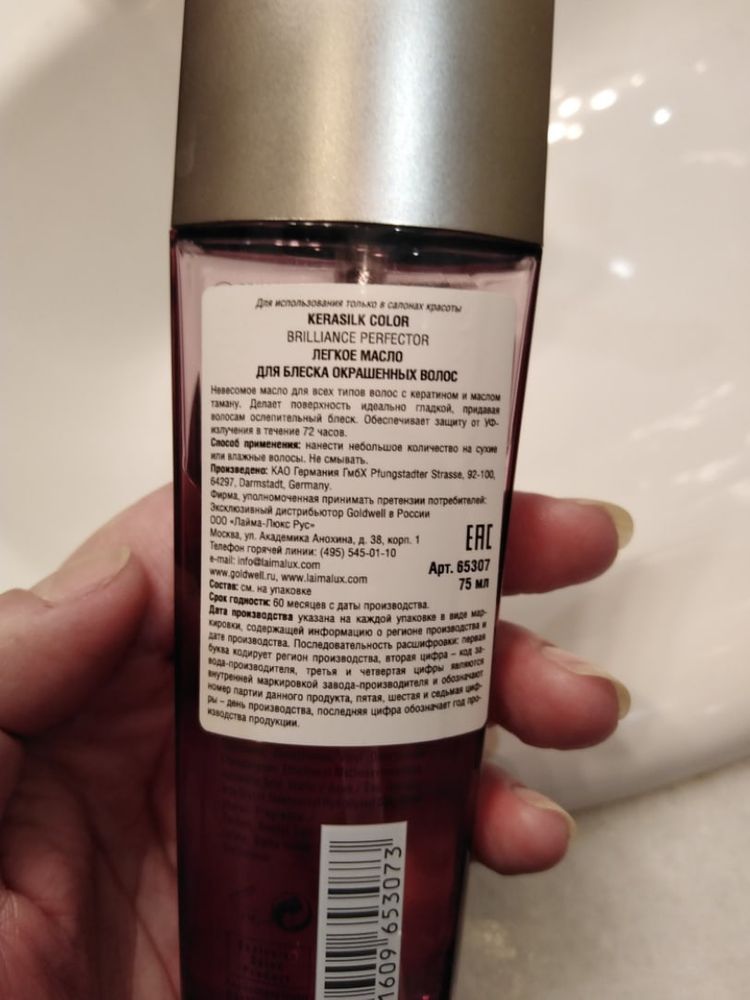 Для использования только в салонах красоты
KERASILK COLOR
BRILLIANCE PERFECTOR
ЛЕГКОЕ МАСЛО
ДЛЯ БЛЕСКА ОКРАШЕННЫХ ВОЛОС
Невесомое масло для всех типов волос с кератином и маслом
таману. Делает поверхность идеально гладкой, придавая
волосам ослепительный блеск. Обеспечивает защиту от УФ-
излучения в течение 72 часов.
Способ применения: нанести небольшое количество на сухие
или влажные волосы. Не смывать.
Произведено: КАО Германия ГмбХ Pfungstadter Strasse, 92-100,
64297, Darmstadt, Germany.
Фирма, уполномоченная принимать претензии потребителей:
Эксклюзивный дистрибьютор Goldwell в России
ООО «Лайма-Люкс Рус»
Москва, ул. Академика Анохина, д. 38, корп. 1
Телефон горячей линии: (495) 545-01-10
e-mail: info@laimalux.com
www.goldwell.ru, www.laimalux.com
EAC
Арт. 65307
75 мл
Состав: см. на упаковке
Срок годности: 60 месяцев с даты производства.
Дата производства указана на каждой упаковке в виде мар-
кировки, содержащей информацию о регионе производства и
дате производства. Последовательность расшифровки: первая
буква кодирует регион производства, вторая цифра – код за-
вода-производителя, третья и четвертая цифры являются
внутренней маркировкой завода-производителя и обозначают
номер партии данного продукта, пятая, шестая и седьмая циф-
ры – день производства, последняя цифра обозначает год про-
изводства продукции.
1609 653073